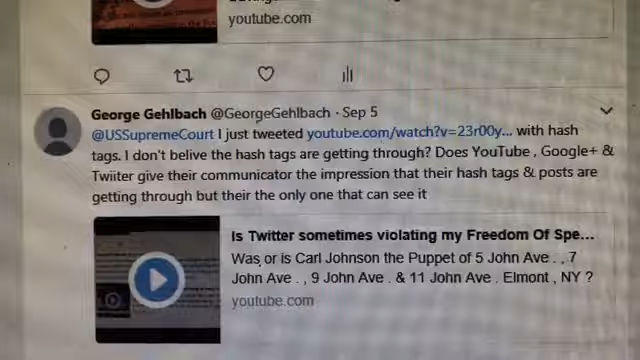 youtube.com
George Gehlbach @GeorgeGehlbach · Sep 5
@USSupremeCourt I just tweeted youtube.com/watch?v=23r00y... with hash
tags. I don't belive the hash tags are getting through? Does YouTube , Google+ &
Twiiter give their communicator the impression that their hash tags & posts are
getting through but their the only one that can see it
Is Twitter sometimes violating my Freedom Of Spe...
Was or is Carl Johnson the Puppet of 5 John Ave . , 7
John Ave . , 9 John Ave . & 11 John Ave . Elmont , NY ?
youtube.com